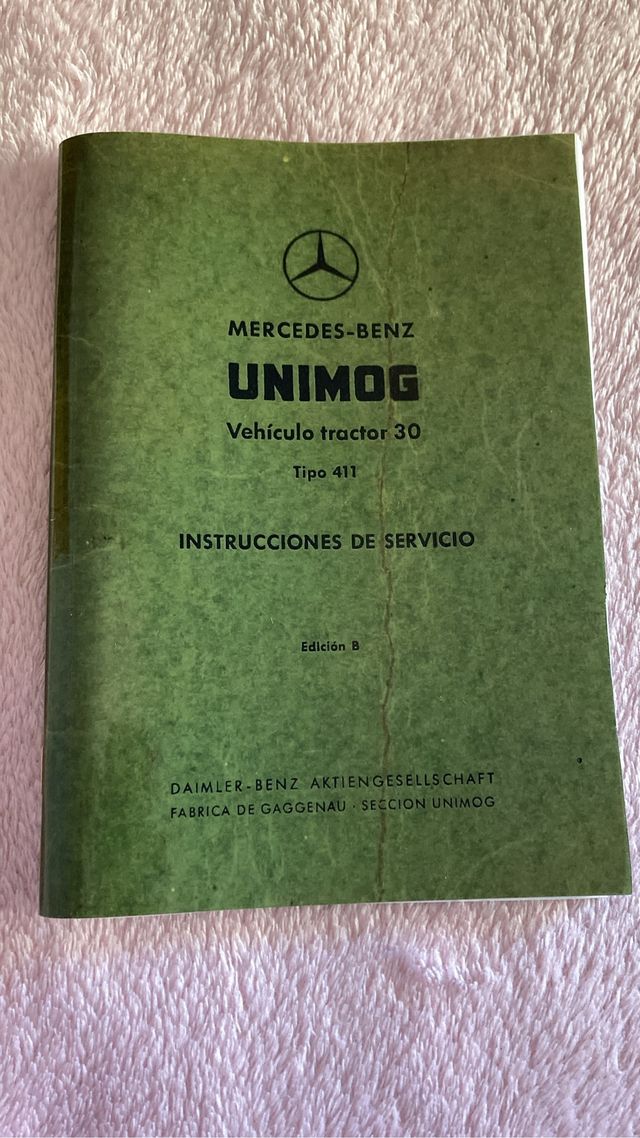 MERCEDES-BENZ
UNIMOG
Vehículo tractor 30
Tipo 411
INSTRUCCIONES DE SERVICIO
Edición B
DAIMLER-BENZ AKTIENGESELLSCHAFT
FABRICA DE GAGGENAU · SECCION UNIMOG